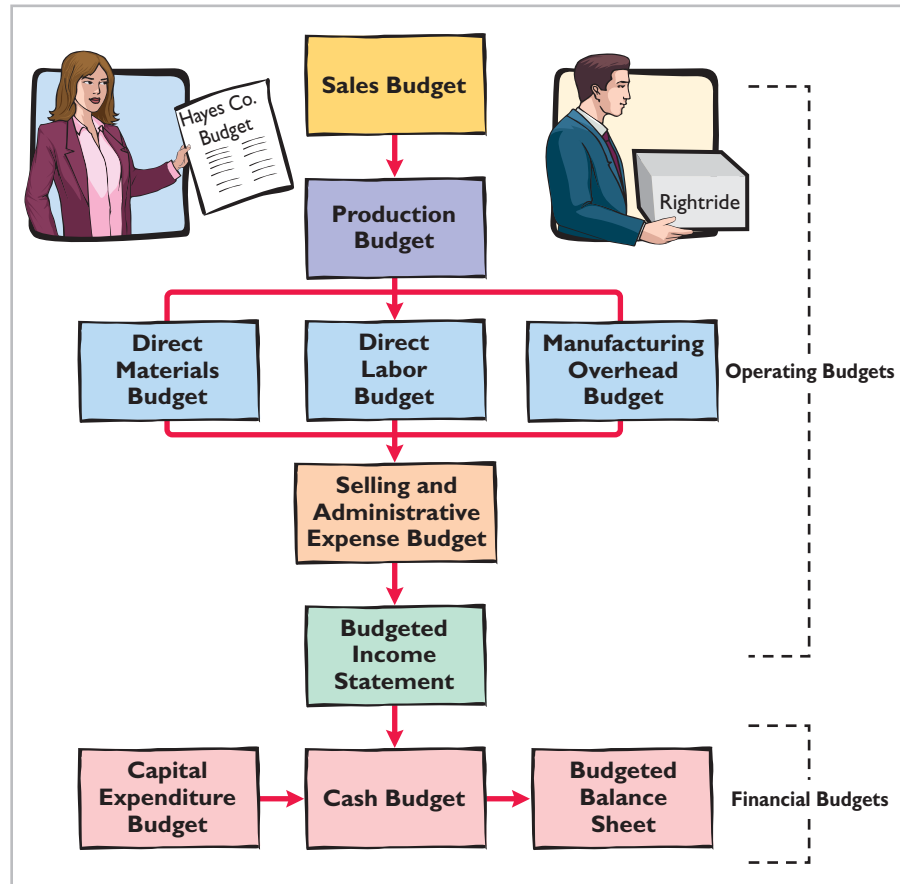 Sales Budget
Hayes Co.
Budget
Rightride
Production
Budget
Direct
Materials
Budget
Direct
Labor
Budget
Manufacturing
Overhead
Budget
Operating Budgets
Selling and
Administrative
Expense Budget
Budgeted
Income
Statement
Capital
Expenditure
Budget
Cash Budget
Budgeted
Balance
Sheet
Financial Budgets